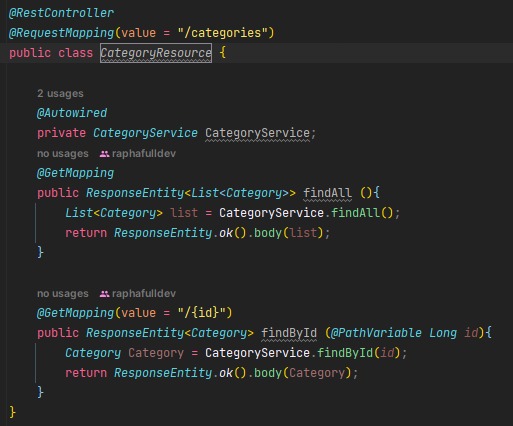 @RestController
@RequestMapping(value = "/categories")
public class CategoryResource {
2 usages
@Autowired
private CategoryService CategoryService;
no usages raphafulldev
@GetMapping
public ResponseEntity<List<Category>> findAll (){
List<Category> list = CategoryService.findAll();
return ResponseEntity.ok().body(list);
}
no usages raphafulldev
@GetMapping(value = "/{id}")
public ResponseEntity<Category> findById (@PathVariable Long id){
Category Category = CategoryService.findById(id);
return ResponseEntity.ok().body(Category);
}
}